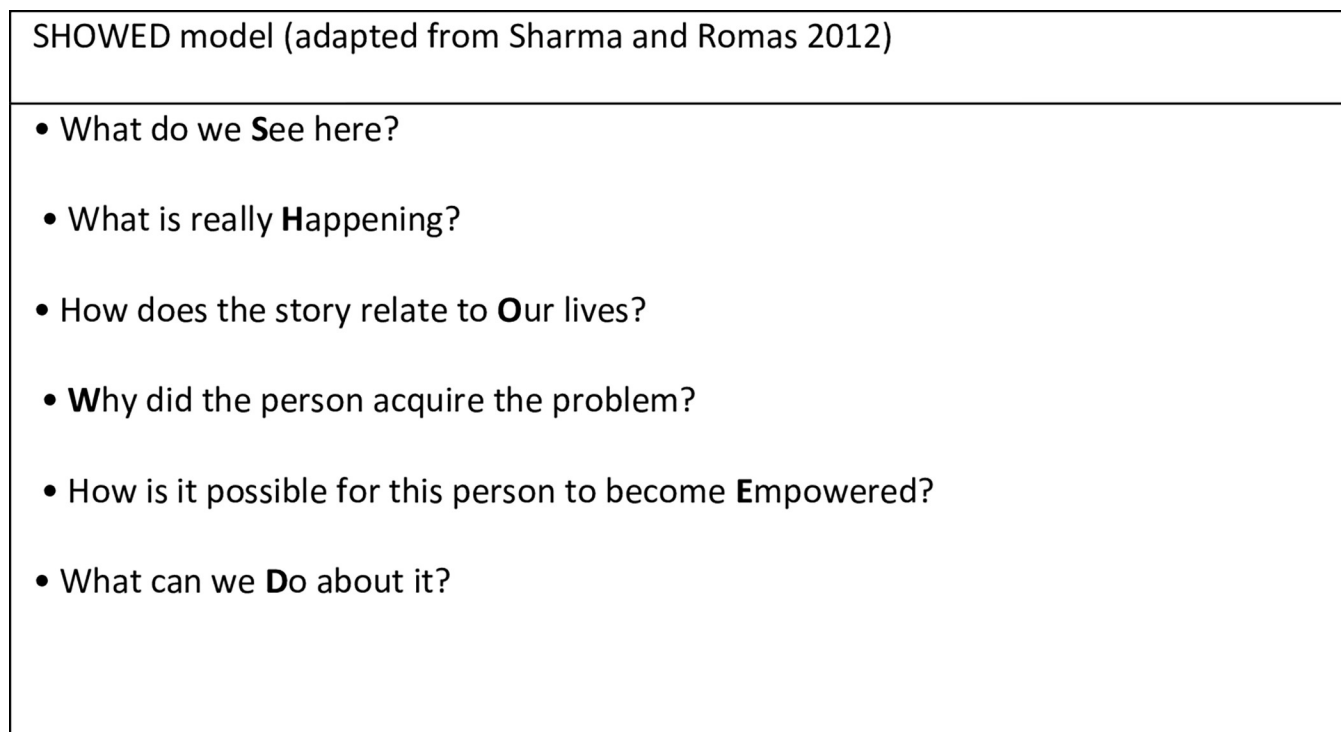 SHOWED model (adapted from Sharma and Romas 2012)
• What do we See here?
• What is really Happening?
• How does the story relate to Our lives?
• Why did the person acquire the problem?
• How is it possible for this person to become Empowered?
• What can we Do about it?